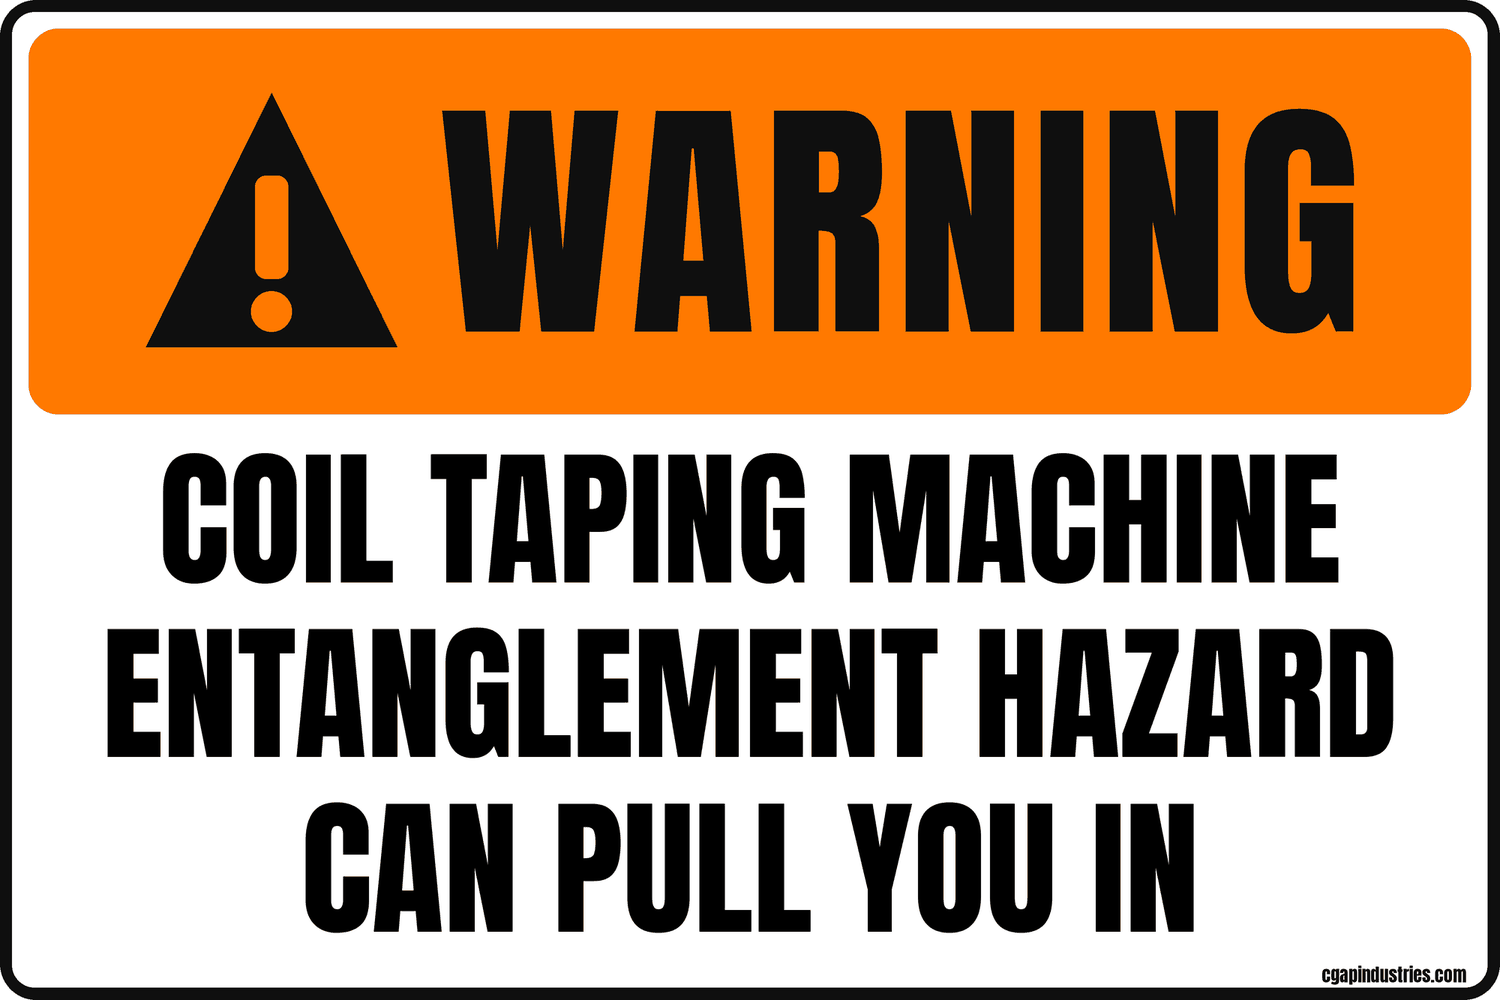 WARNING
COIL TAPING MACHINE
ENTANGLEMENT HAZARD
CAN PULL YOU IN
cgapindustries.com